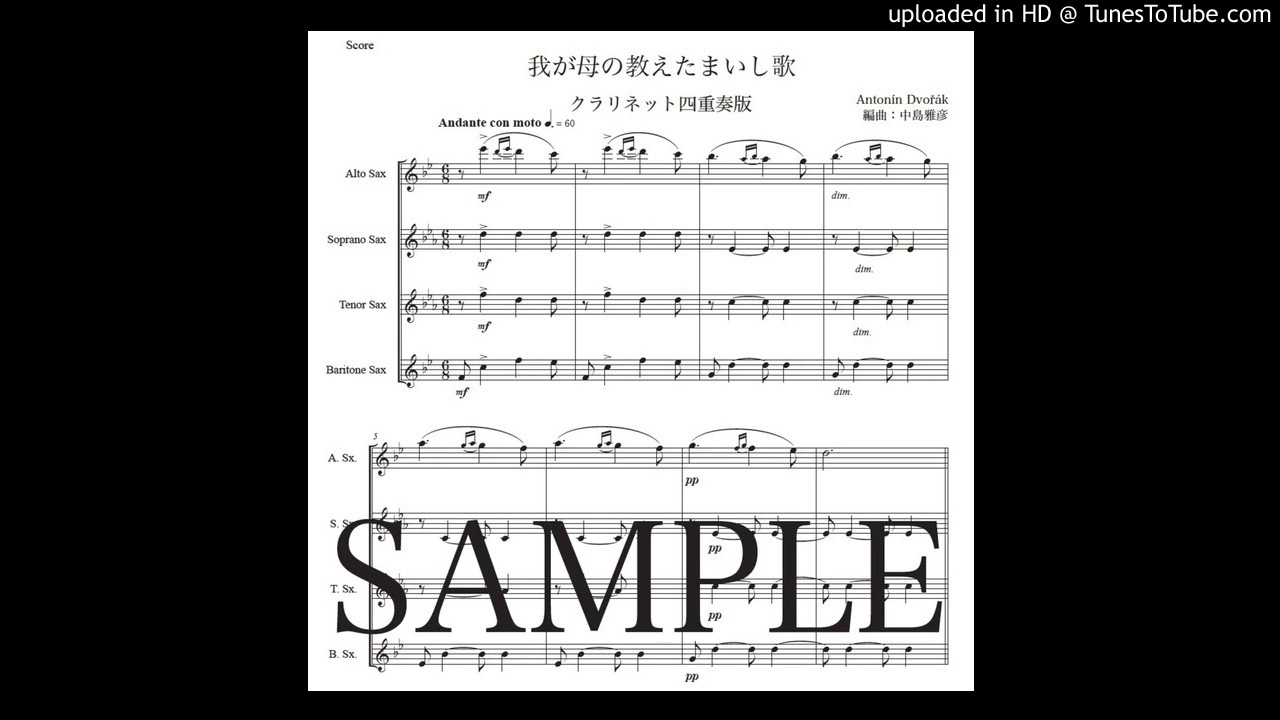 uploaded in HD @ TunesToTube.com
Score
我が母の教えたまいし歌
クラリネット四重奏版
Antonín Dvořák
編曲：中島雅彦
Andante con moto ♩. = 60
Alto Sax
mf
dim.
Soprano Sax
mf
dim.
Tenor Sax
mf
dim.
Baritone Sax
mf
dim.
5
A. Sx.
pp
S. Sx.
pp
T. Sx.
pp
B. Sx.
pp
SAMPLE